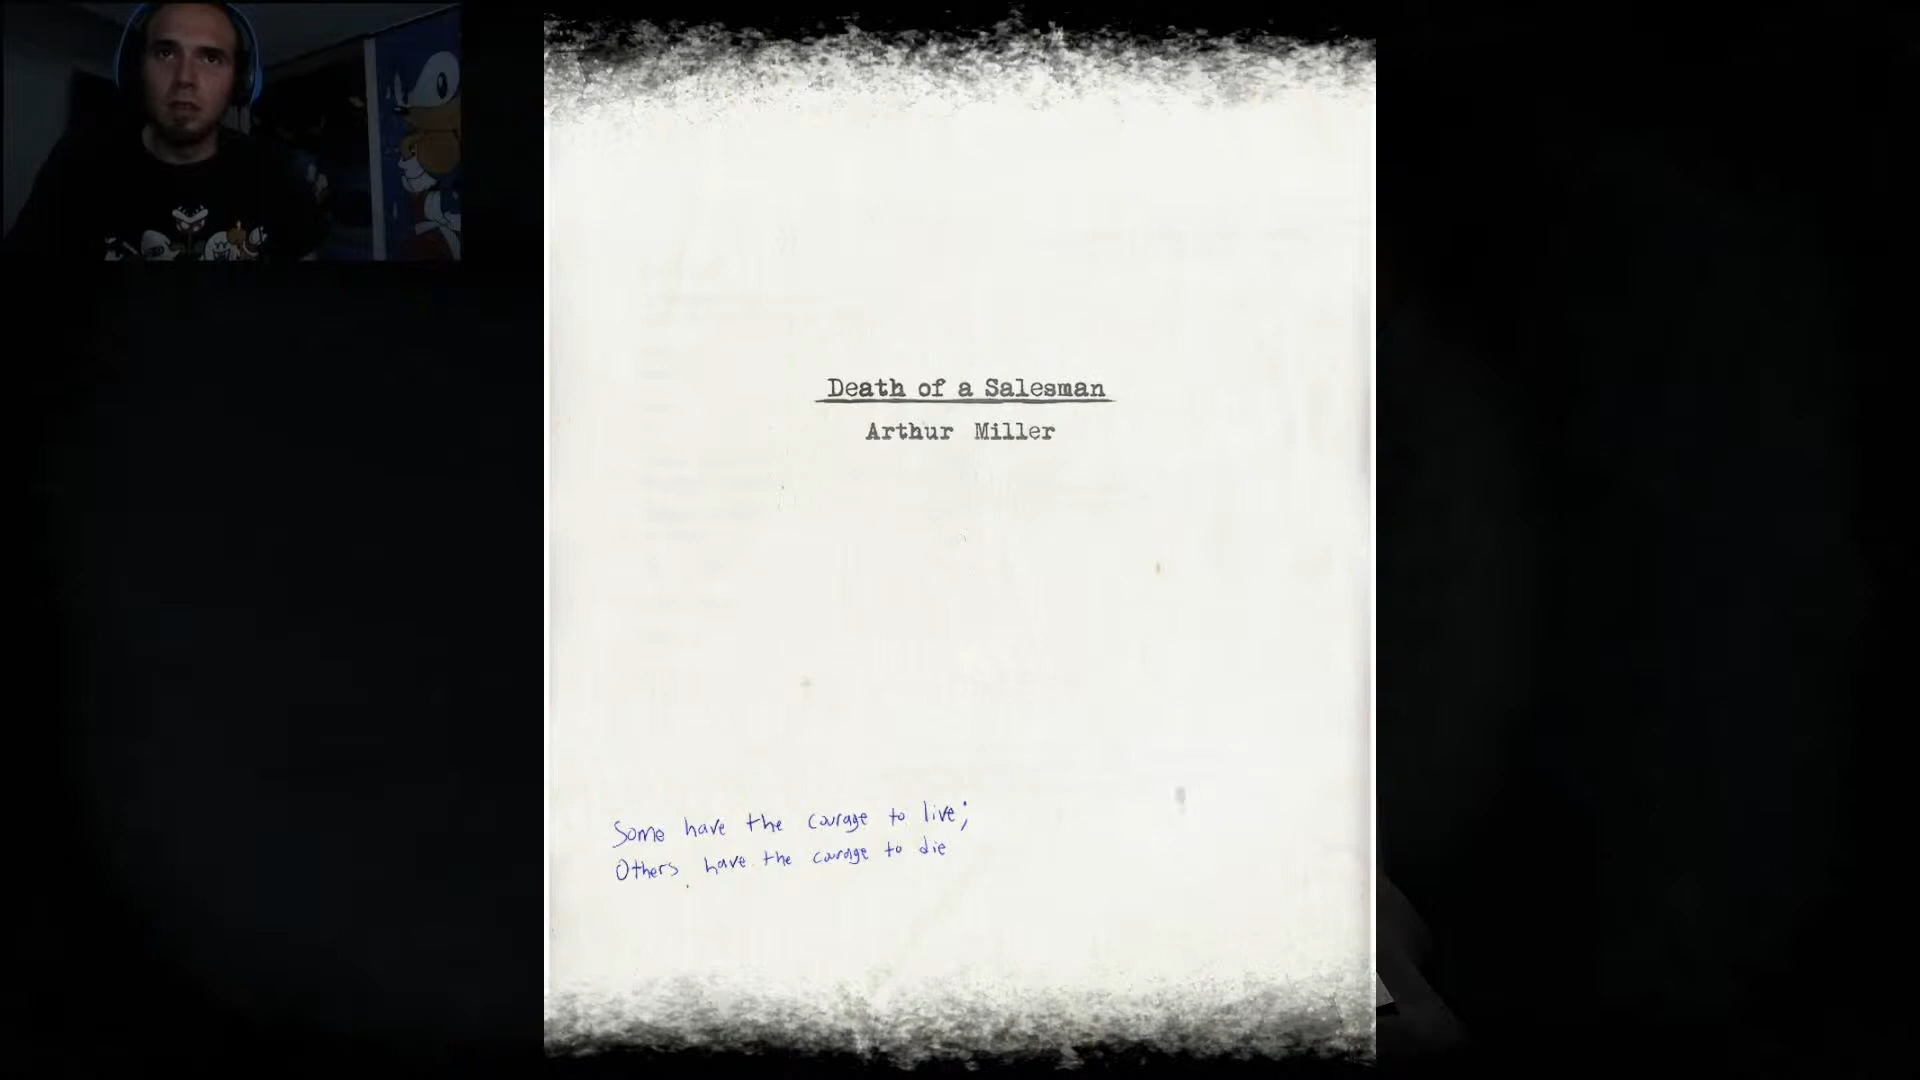 Death of a Salesman
Arthur Miller
Some have the courage to live;
Others have the courage to die